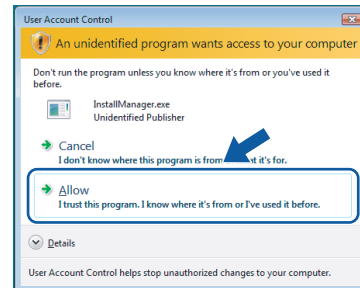 User Account Control
An unidentified program wants access to your computer
Don't run the program unless you know where it's from or you've used it
before.
InstallManager.exe
Unidentified Publisher
Cancel
I don't know where this program is from it's for.
Allow
I trust this program. I know where it's from or I've used it before.
Details
User Account Control helps stop unauthorized changes to your computer.